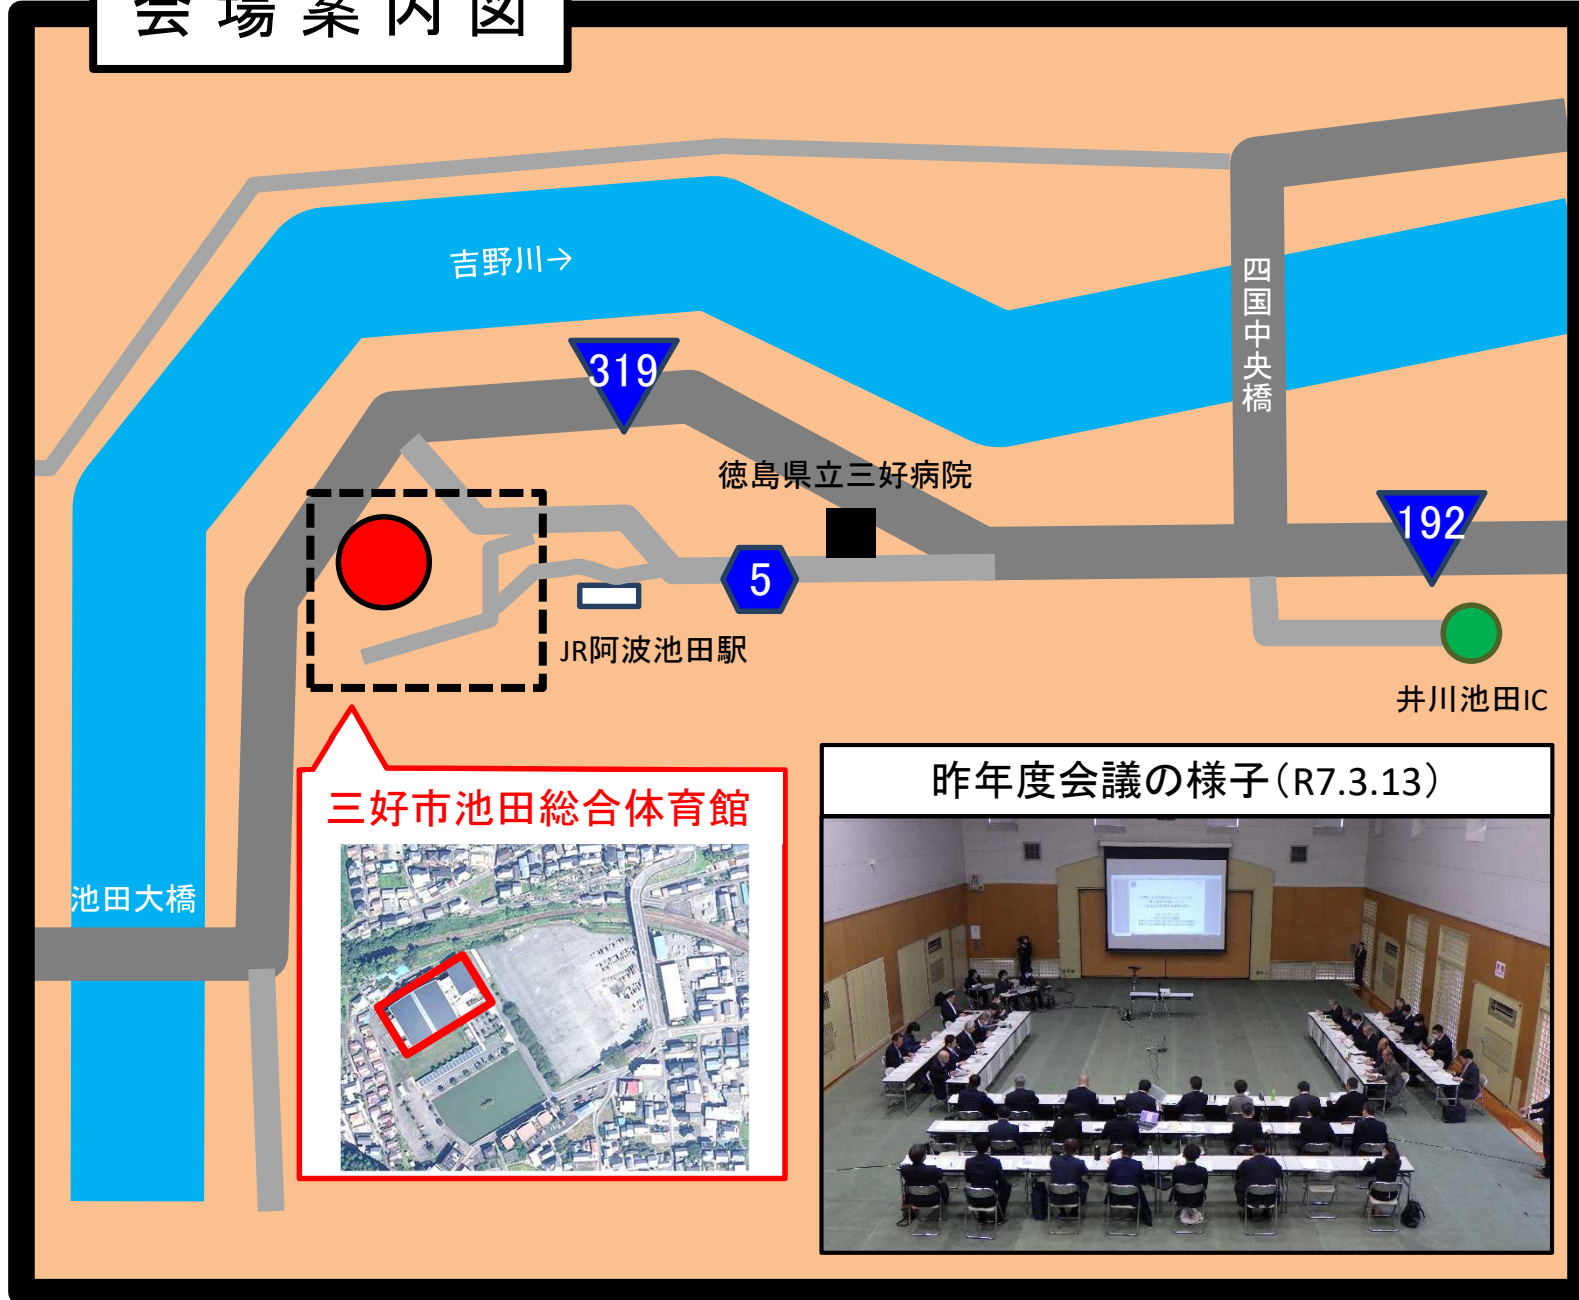 会場案内図
吉野川→
四国中央橋
319
徳島県立三好病院
192
5
JR阿波池田駅
井川池田IC
三好市池田総合体育館
昨年度会議の様子（R7.3.13）
池田大橋